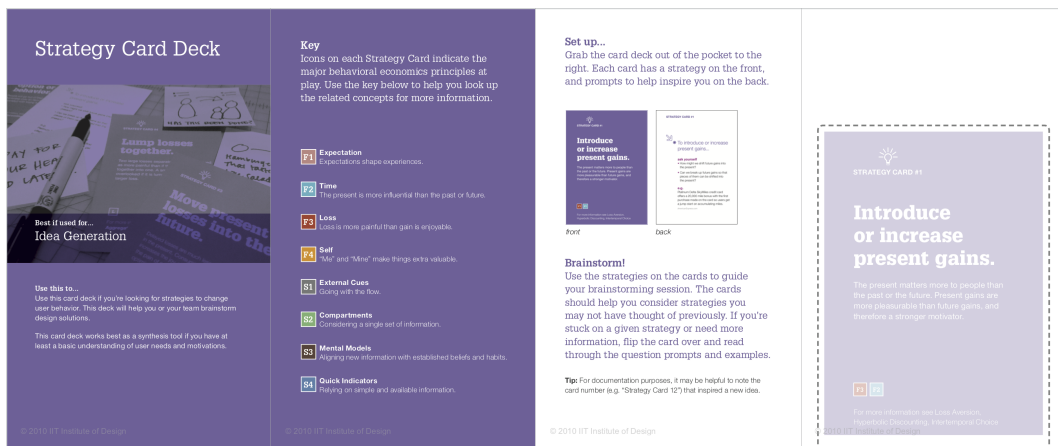 Strategy Card Deck
Best if used for...
Idea Generation
Use this to...
Use this card deck if you're looking for strategies to change
user behavior. This deck will help you or your team brainstorm
design solutions.
This card deck works best as a synthesis tool if you have at
least a basic understanding of user needs and motivations.
© 2010 IIT Institute of Design
Key
Icons on each Strategy Card indicate the
major behavioral economics principles at
play. Use the key below to help you look up
the related concepts for more information.
F1 Expectation
Expectations shape experiences.
F2 Time
The present is more influential than the past or future.
F3 Loss
Loss is more painful than gain is enjoyable.
F4 Self
“Me” and “Mine” make things extra valuable.
S1 External Cues
Going with the flow.
S2 Compartments
Considering a single set of information.
S3 Mental Models
Aligning new information with established beliefs and habits.
S4 Quick Indicators
Relying on simple and available information.
© 2010 IIT Institute of Design
Set up...
Grab the card deck out of the pocket to the
right. Each card has a strategy on the front,
and prompts to help inspire you on the back.
STRATEGY CARD #1
Introduce
or increase
present gains.
STRATEGY CARD #1
To introduce or increase
present gains...
ask yourself
front
back
Brainstorm!
Use the strategies on the cards to guide
your brainstorming session. The cards
should help you consider strategies you
may not have thought of previously. If you're
stuck on a given strategy or need more
information, flip the card over and read
through the question prompts and examples.
Tip: For documentation purposes, it may be helpful to note the
card number (e.g. “Strategy Card 12”) that inspired a new idea.
© 2010 IIT Institute of Design
STRATEGY CARD #1
Introduce
or increase
present gains.
The present matters more to people than
the past or the future. Present gains are
more pleasurable than future gains, and
therefore a stronger motivator.
F3 F2
For more information see Loss Aversion,
Hyperbolic Discounting, Intertemporal Choice
© 2010 IIT Institute of Design